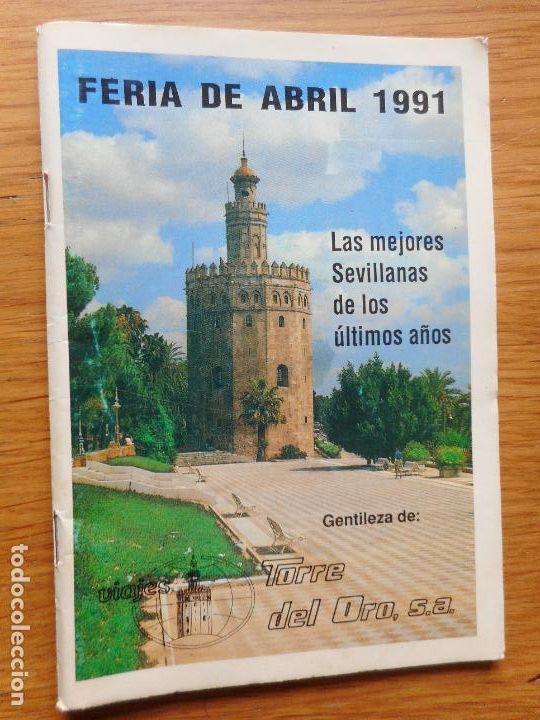 FERIA DE ABRIL 1991
Las mejores
Sevillanas
de los
últimos años
Gentileza de:
viajes
Torre
del Oro, s.a.
todocoleccion